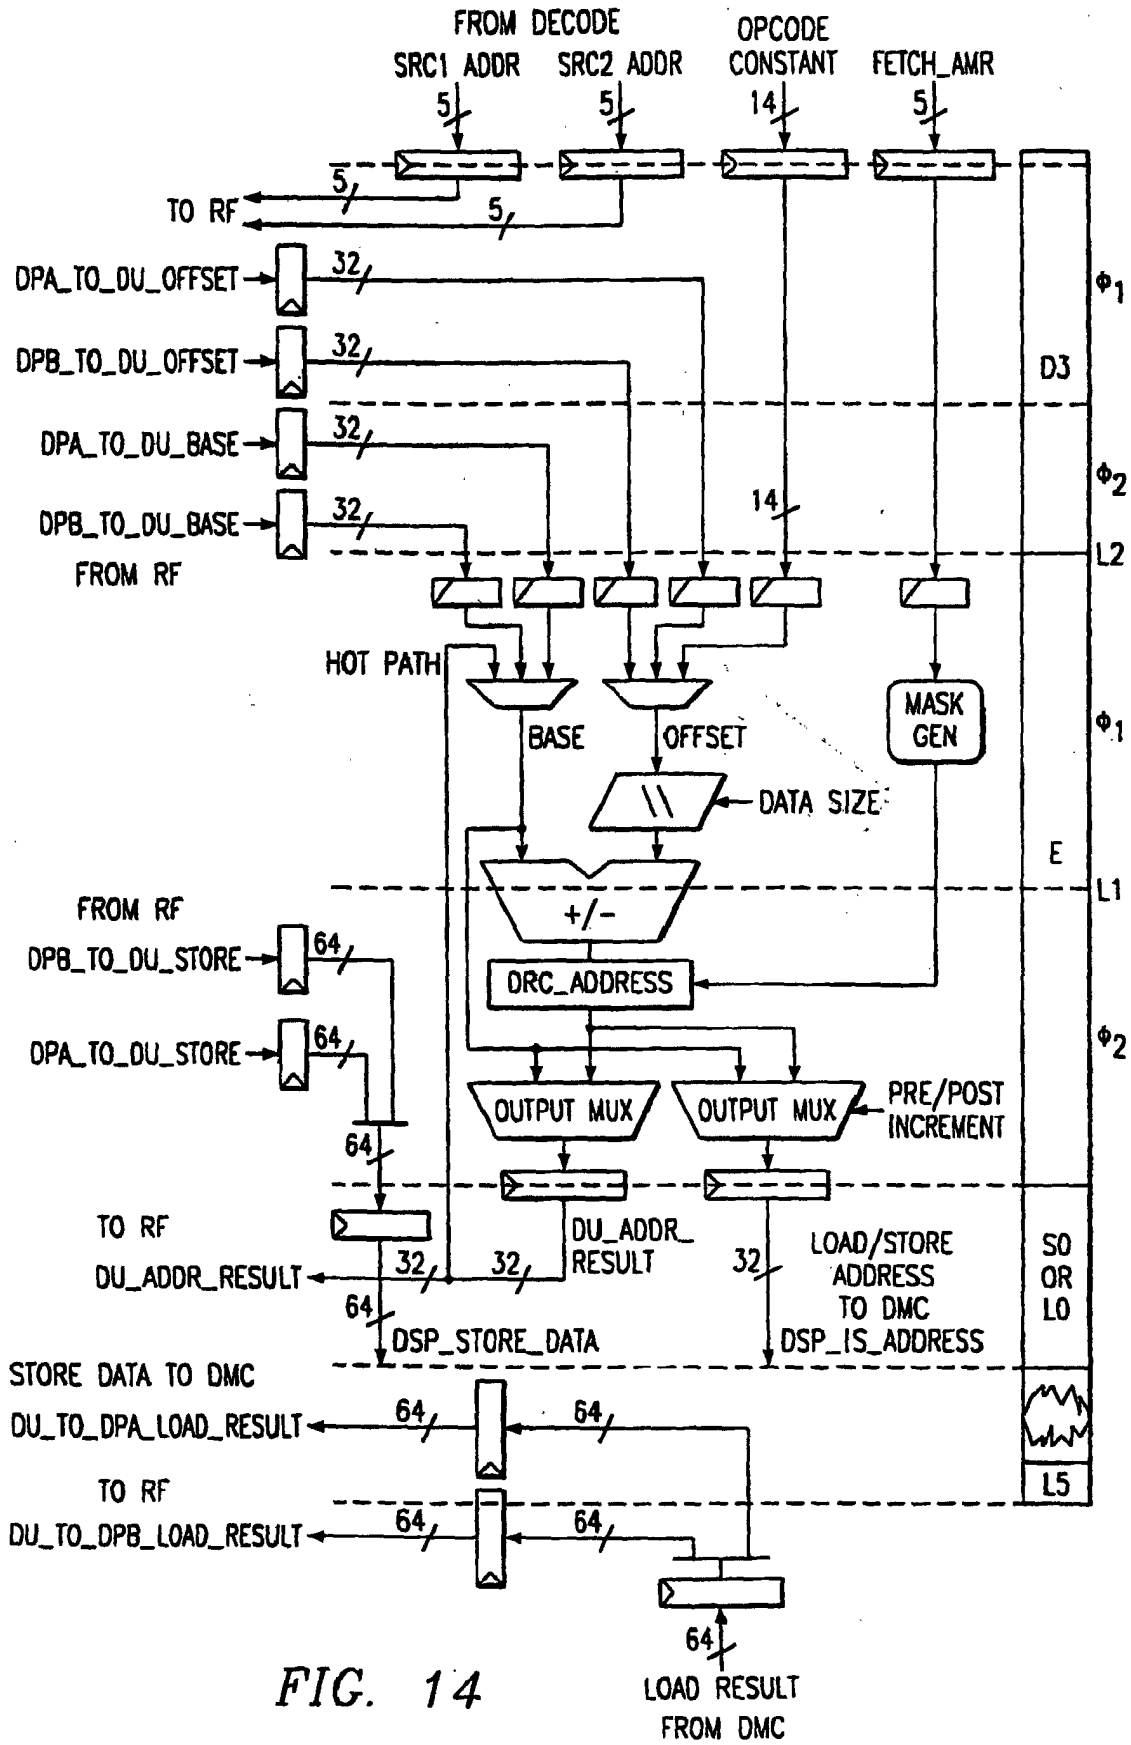 FROM DECODE
SRC1 ADDR
SRC2 ADDR
OPCODE
CONSTANT
FETCH_AMR
5
5
14
5
5
TO RF
5
DPA_TO_DU_OFFSET
32
Φ1
DPB_TO_DU_OFFSET
32
D3
DPA_TO_DU_BASE
32
Φ2
DPB_TO_DU_BASE
32
14
FROM RF
L2
HOT PATH
MASK
GEN
BASE
OFFSET
Φ1
\\
DATA SIZE
E
L1
FROM RF
+/-
DPB_TO_DU_STORE
64
DRC_ADDRESS
DPA_TO_DU_STORE
64
Φ2
OUTPUT MUX
OUTPUT MUX
PRE/POST
INCREMENT
64
TO RF
DU_ADDR_
RESULT
LOAD/STORE
ADDRESS
TO DMC
DSP_IS_ADDRESS
S0
OR
L0
DU_ADDR_RESULT
32
32
32
64
DSP_STORE_DATA
STORE DATA TO DMC
DU_TO_DPA_LOAD_RESULT
64
64
TO RF
L5
DU_TO_DPB_LOAD_RESULT
64
64
64
LOAD RESULT
FROM DMC
FIG. 14